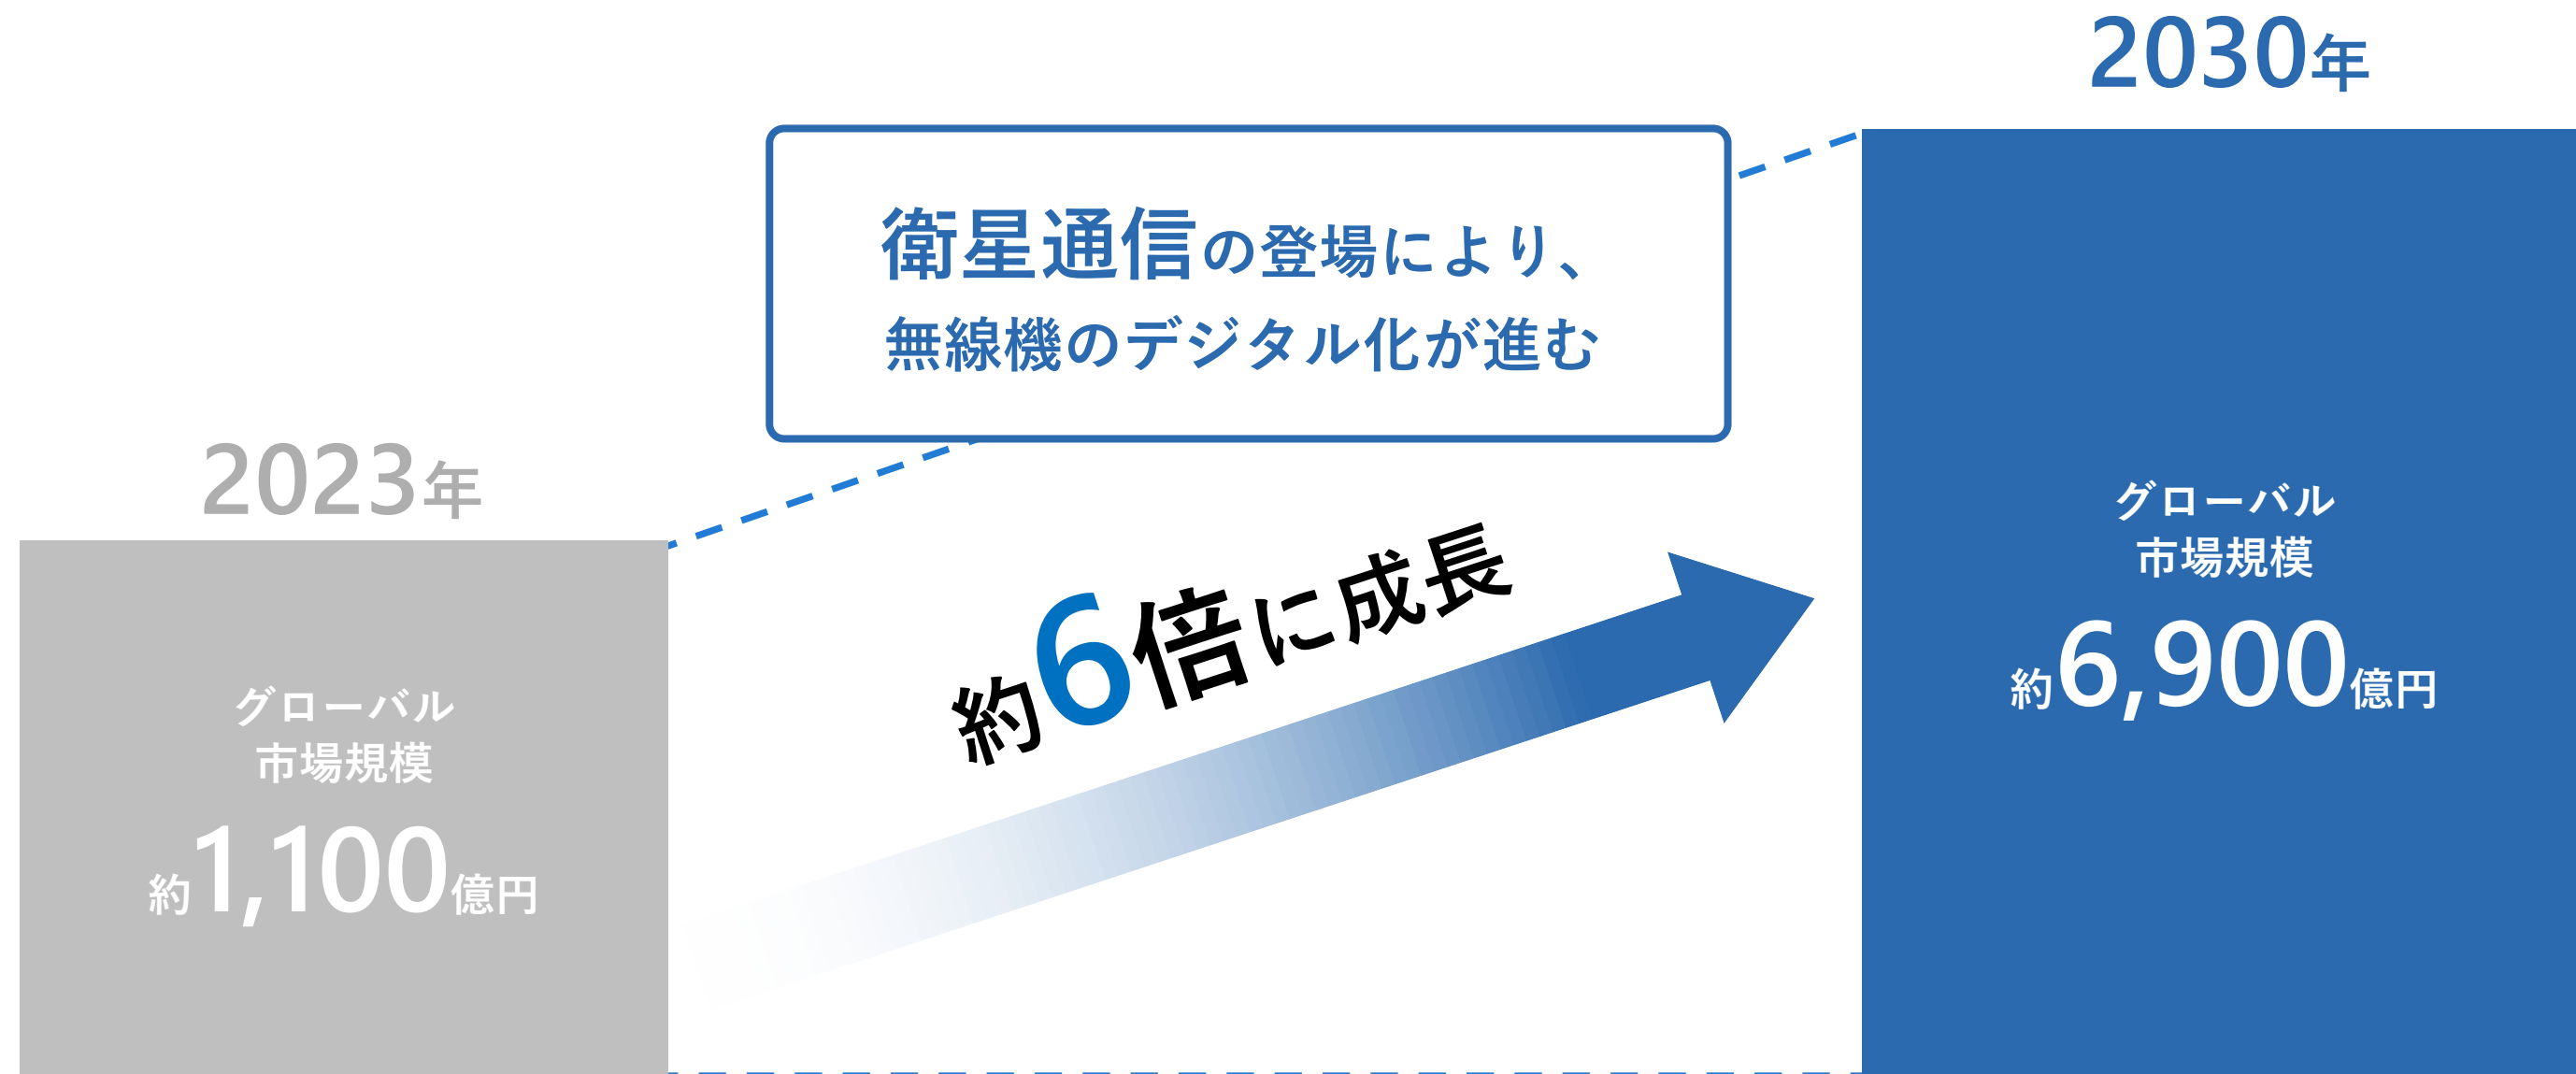 2030年
衛星通信の登場により、
無線機のデジタル化が進む
2023年
約6倍に成長
グローバル
市場規模
約1,100億円
グローバル
市場規模
約6,900億円